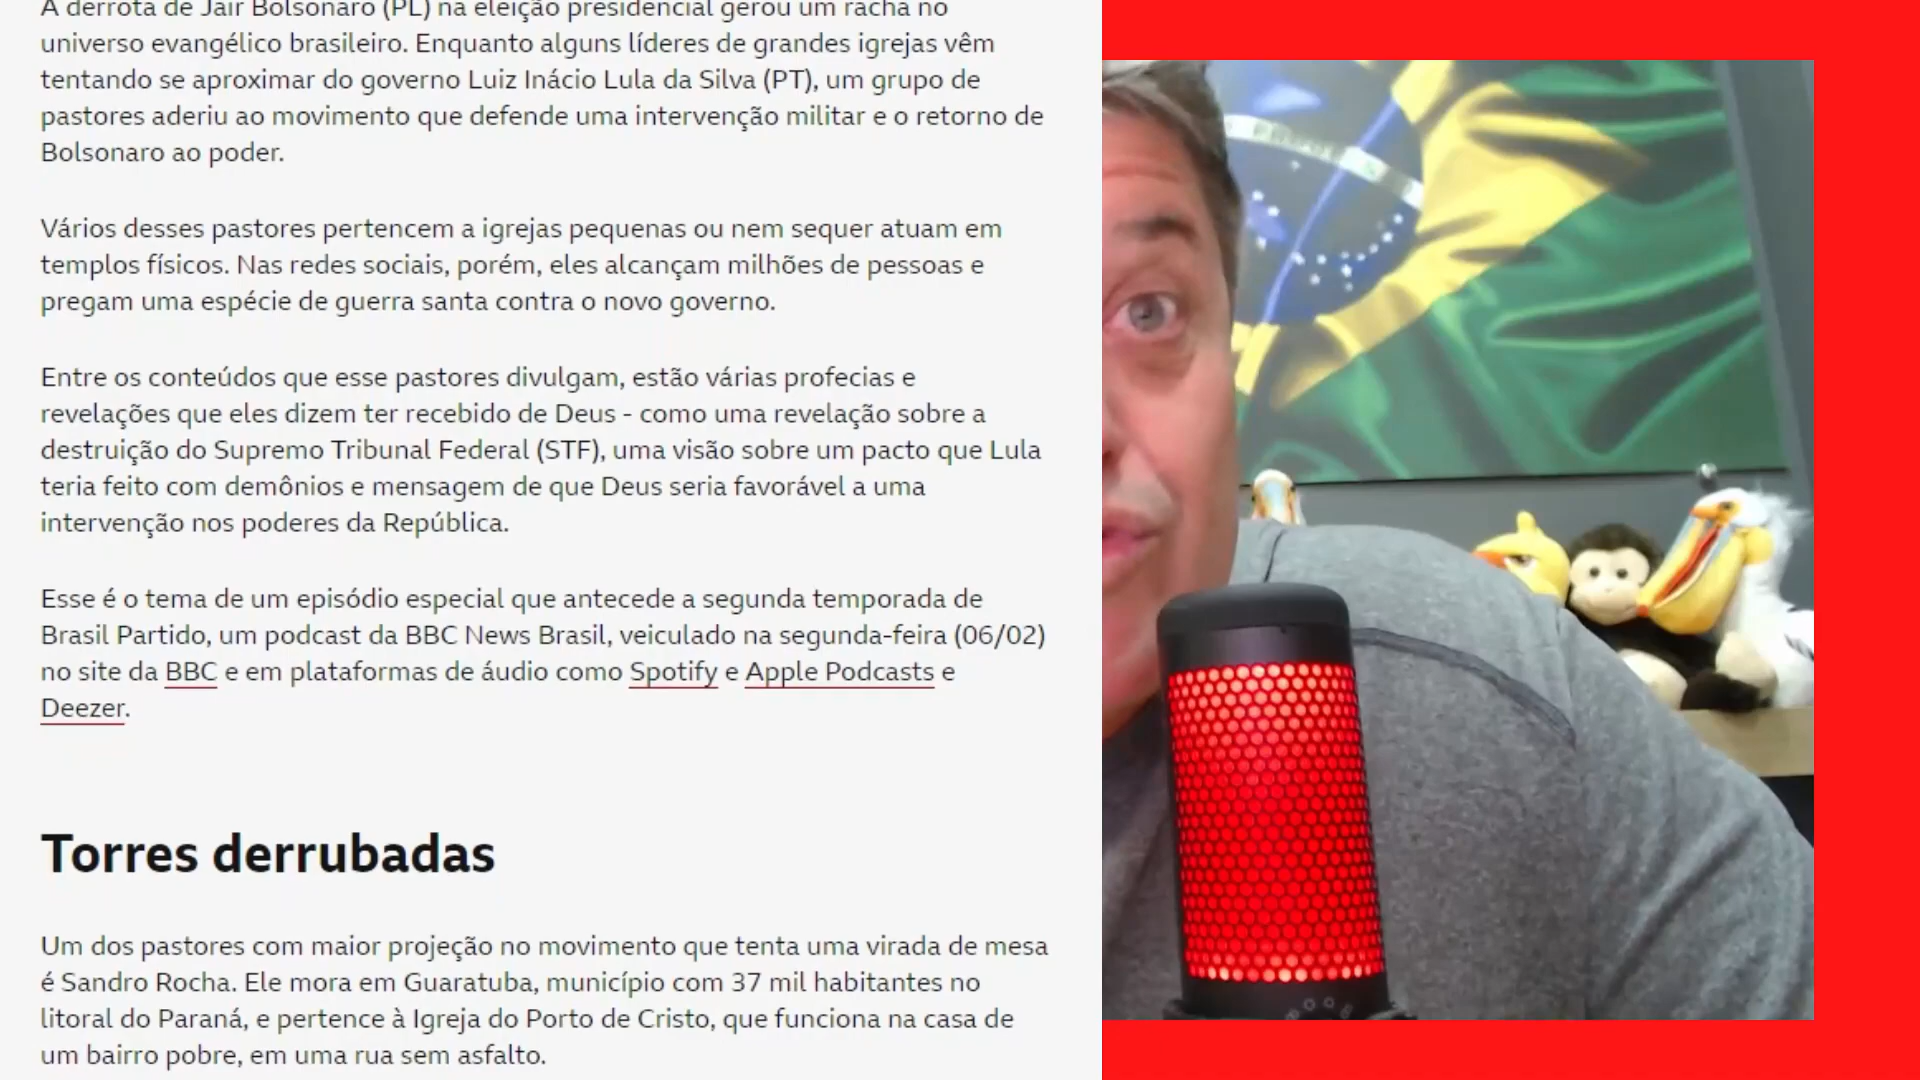 A derrota de Jair Bolsonaro (PL) na eleição presidencial gerou um racha no
universo evangélico brasileiro. Enquanto alguns líderes de grandes igrejas vêm
tentando se aproximar do governo Luiz Inácio Lula da Silva (PT), um grupo de
pastores aderiu ao movimento que defende uma intervenção militar e o retorno de
Bolsonaro ao poder.
Vários desses pastores pertencem a igrejas pequenas ou nem sequer atuam em
templos físicos. Nas redes sociais, porém, eles alcançam milhões de pessoas e
pregam uma espécie de guerra santa contra o novo governo.
Entre os conteúdos que esse pastores divulgam, estão várias profecias e
revelações que eles dizem ter recebido de Deus - como uma revelação sobre a
destruição do Supremo Tribunal Federal (STF), uma visão sobre um pacto que Lula
teria feito com demônios e mensagem de que Deus seria favorável a uma
intervenção nos poderes da República.
Esse é o tema de um episódio especial que antecede a segunda temporada de
Brasil Partido, um podcast da BBC News Brasil, veiculado na segunda-feira (06/02)
no site da BBC e em plataformas de áudio como Spotify e Apple Podcasts e
Deezer.
Torres derrubadas
Um dos pastores com maior projeção no movimento que tenta uma virada de mesa
é Sandro Rocha. Ele mora em Guaratuba, município com 37 mil habitantes no
litoral do Paraná, e pertence à Igreja do Porto de Cristo, que funciona na casa de
um bairro pobre, em uma rua sem asfalto.